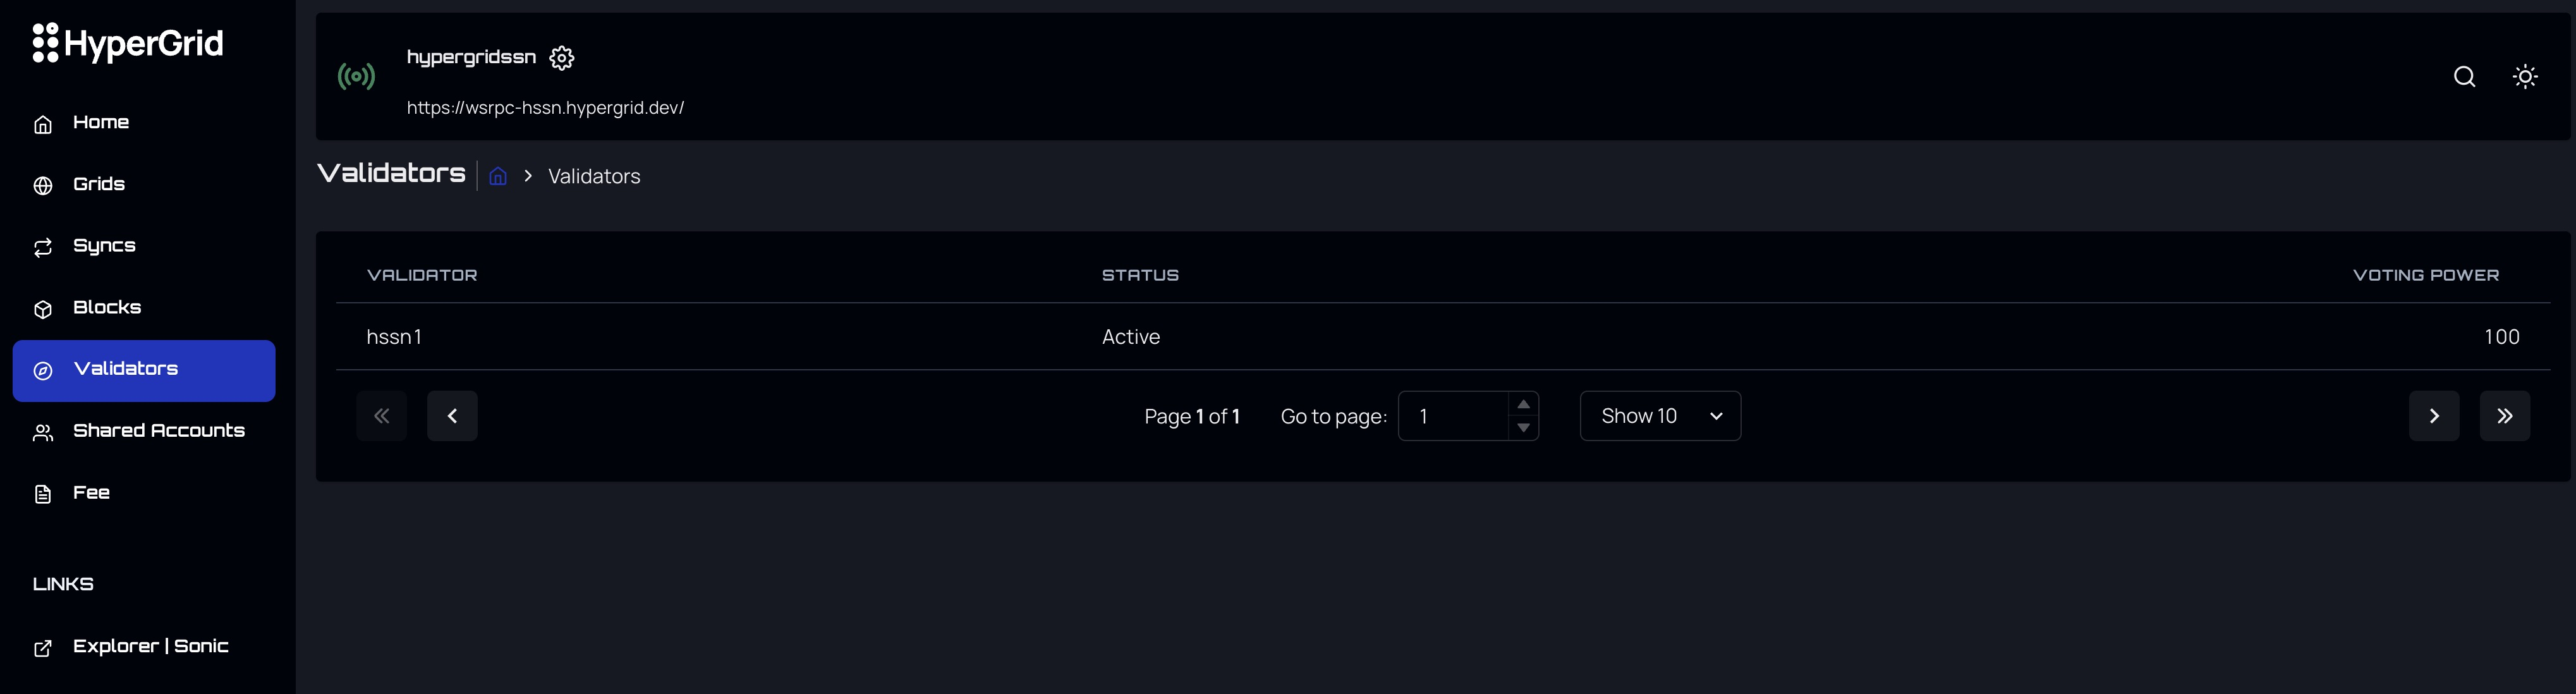 HyperGrid
Home
Grids
Syncs
Blocks
Validators
Shared Accounts
Fee
LINKS
Explorer | Sonic
hypergridssn
https://wsrpc-hssn.hypergrid.dev/
Validators
Validators
VALIDATOR STATUS VOTING POWER
hssn1 Active 100
Page 1 of 1 Go to page: 1 Show 10